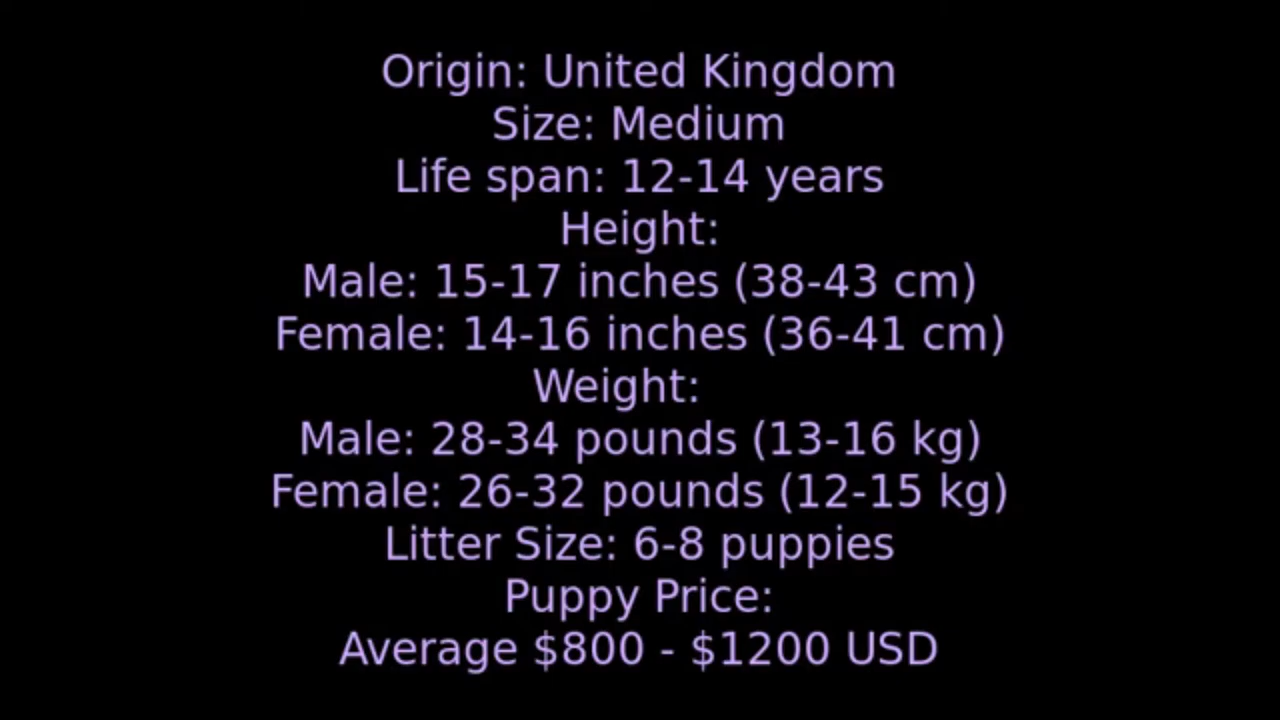 Origin: United Kingdom
Size: Medium
Life span: 12-14 years
Height:
Male: 15-17 inches (38-43 cm)
Female: 14-16 inches (36-41 cm)
Weight:
Male: 28-34 pounds (13-16 kg)
Female: 26-32 pounds (12-15 kg)
Litter Size: 6-8 puppies
Puppy Price:
Average $800 - $1200 USD